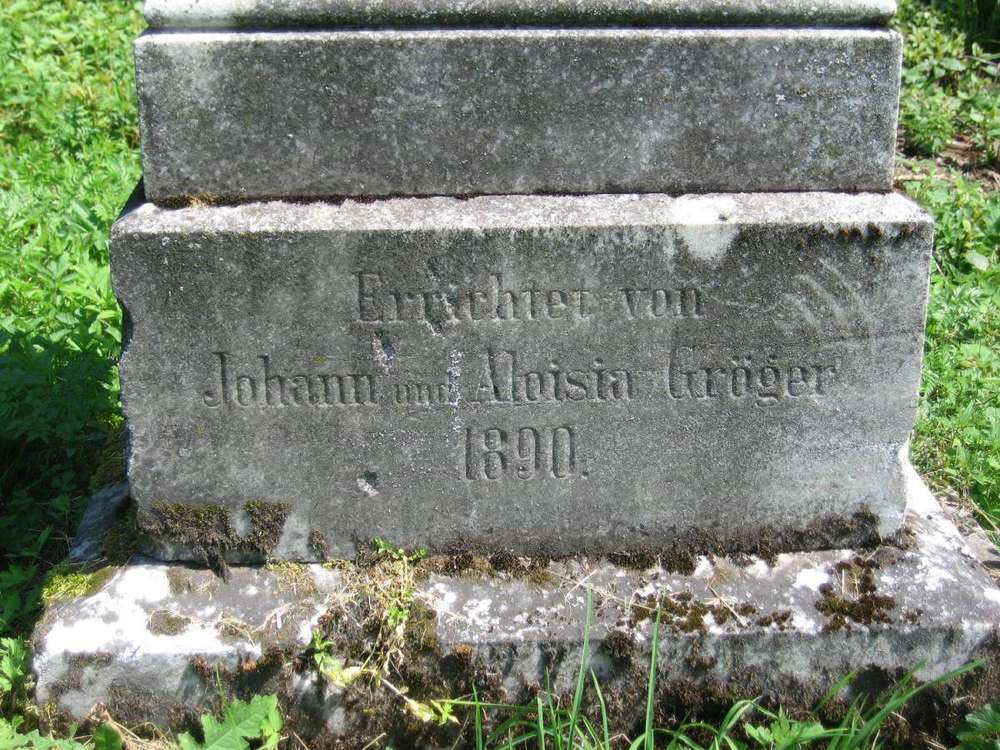 Errichtet von
Johann und Aloisia Gröger
1890.